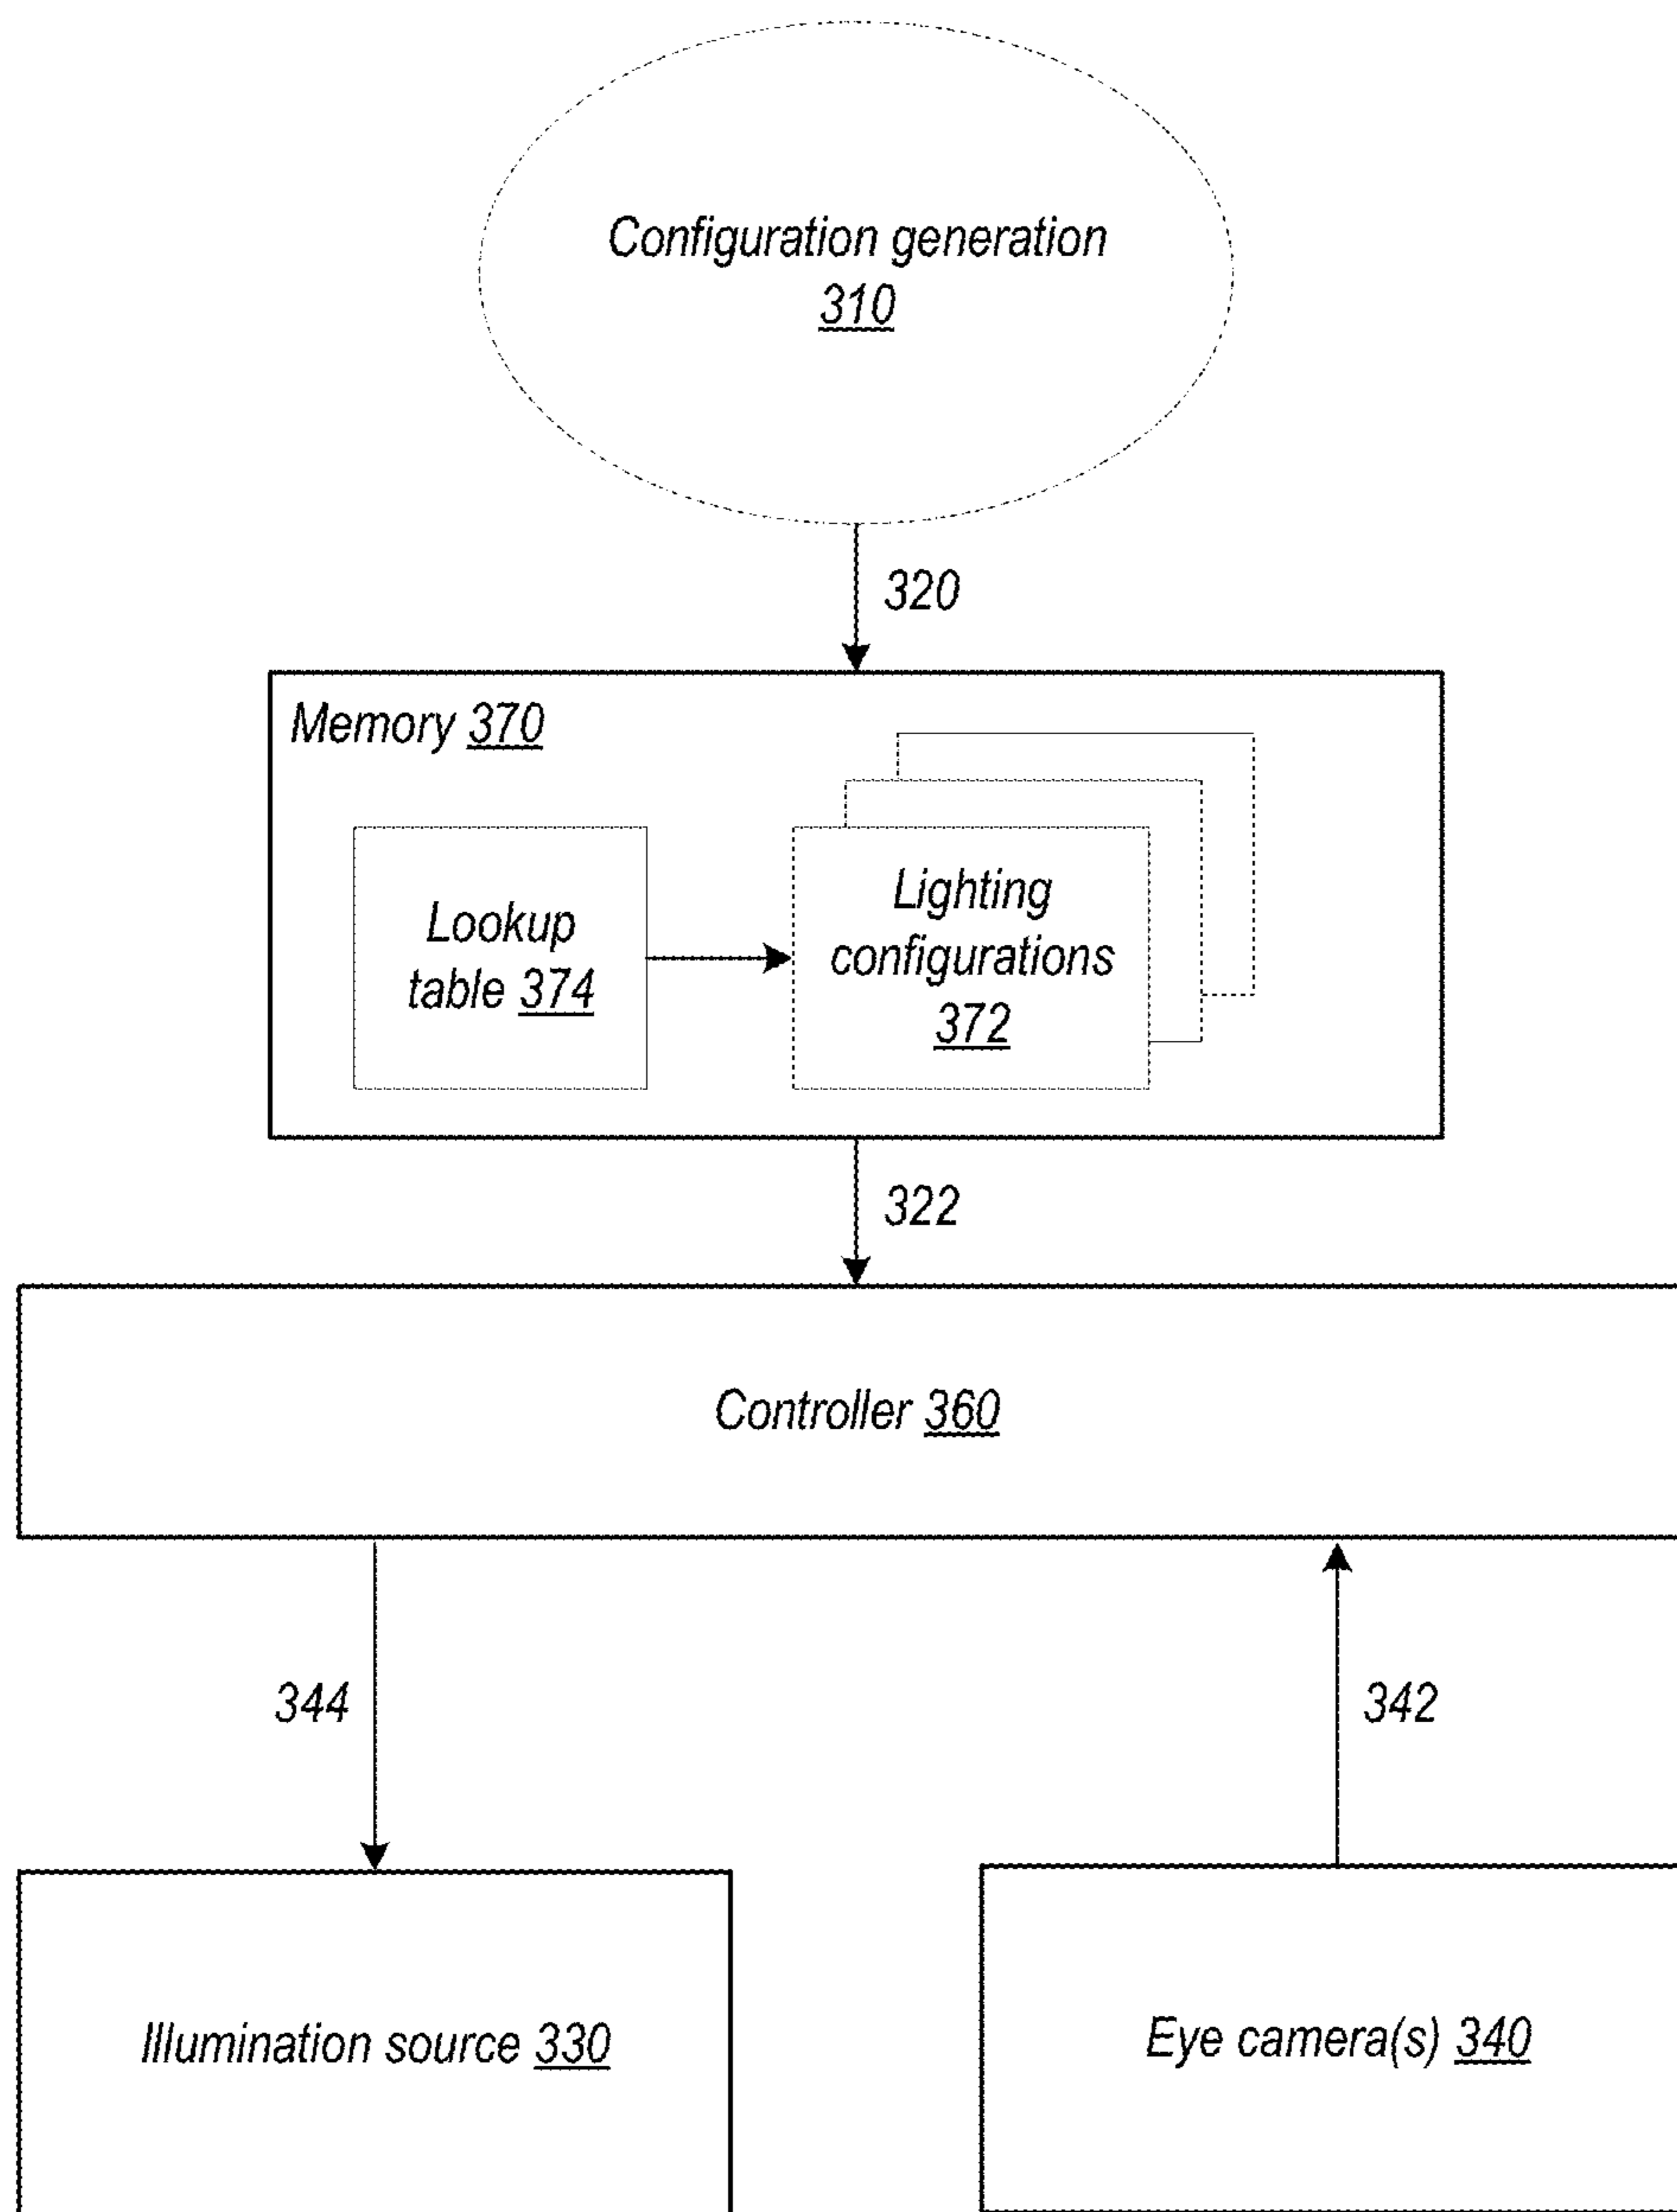 Configuration generation
310
320
Memory 370
Lookup
table 374
Lighting
configurations
372
322
Controller 360
344
342
Illumination source 330
Eye camera(s) 340